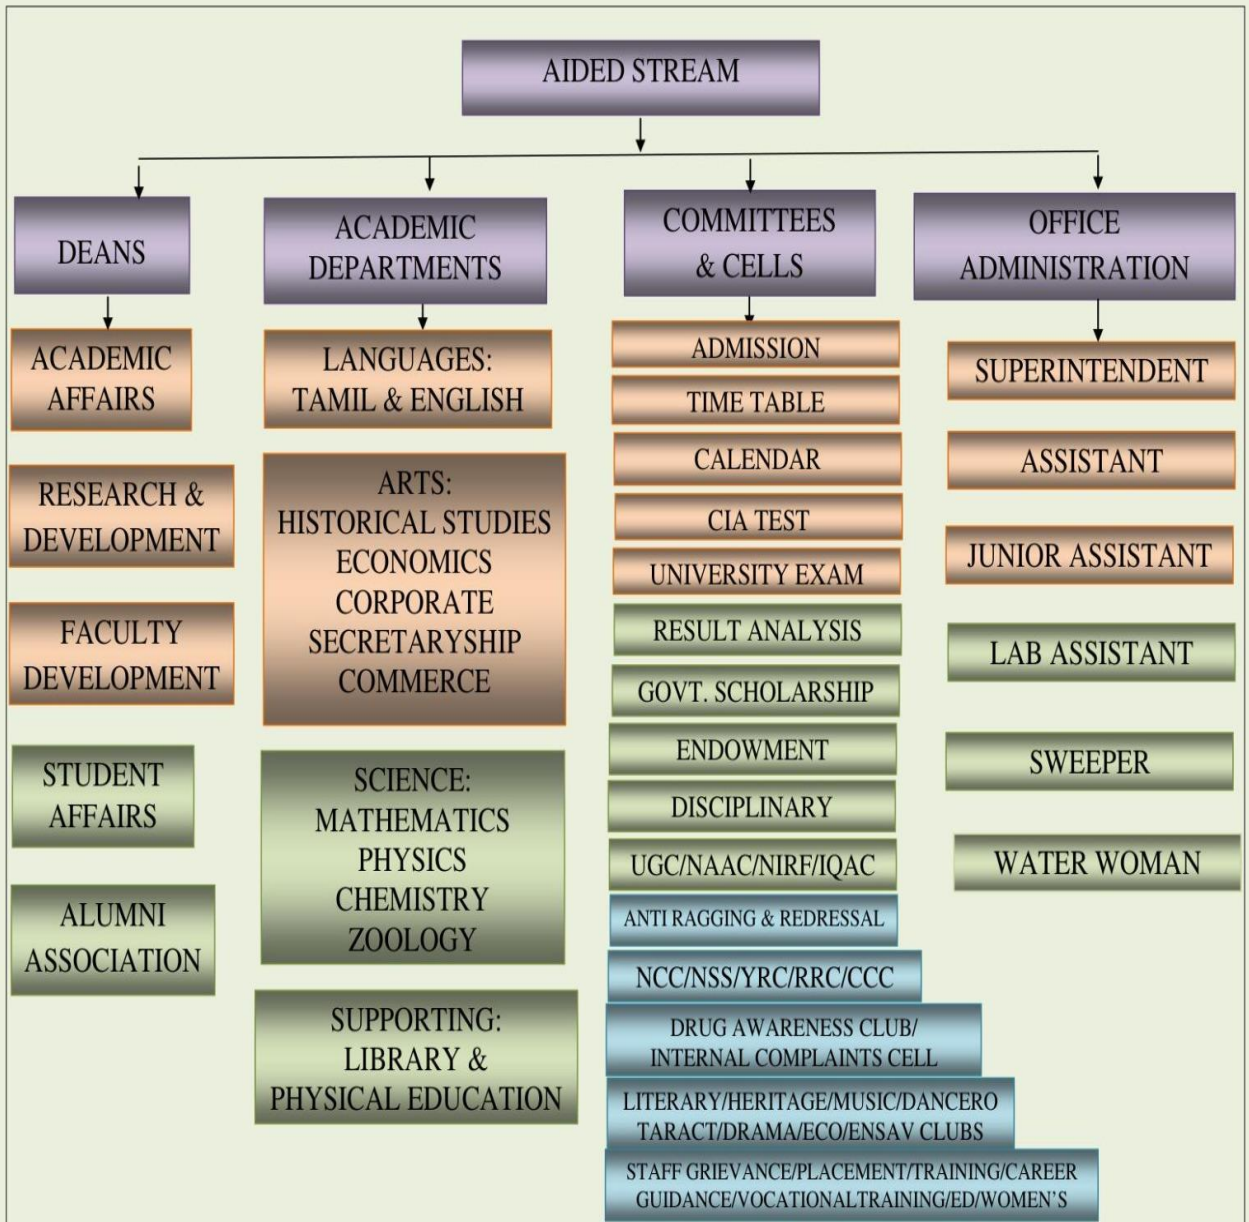 AIDED STREAM
DEANS
ACADEMIC
AFFAIRS
RESEARCH &
DEVELOPMENT
FACULTY
DEVELOPMENT
STUDENT
AFFAIRS
ALUMNI
ASSOCIATION
ACADEMIC
DEPARTMENTS
LANGUAGES:
TAMIL & ENGLISH
ARTS:
HISTORICAL STUDIES
ECONOMICS
CORPORATE
SECRETARYSHIP
COMMERCE
SCIENCE:
MATHEMATICS
PHYSICS
CHEMISTRY
ZOOLOGY
SUPPORTING:
LIBRARY &
PHYSICAL EDUCATION
COMMITTEES
& CELLS
ADMISSION
TIME TABLE
CALENDAR
CIA TEST
UNIVERSITY EXAM
RESULT ANALYSIS
GOVT. SCHOLARSHIP
ENDOWMENT
DISCIPLINARY
UGC/NAAC/NIRF/IQAC
ANTI RAGGING & REDRESSAL
NCC/NSS/YRC/RRC/CCC
DRUG AWARENESS CLUB/
INTERNAL COMPLAINTS CELL
LITERARY/HERITAGE/MUSIC/DANCERO
TARACT/DRAMA/ECO/ENSAV CLUBS
STAFF GRIEVANCE/PLACEMENT/TRAINING/CAREER
GUIDANCE/VOCATIONALTRAINING/ED/WOMEN'S
OFFICE
ADMINISTRATION
SUPERINTENDENT
ASSISTANT
JUNIOR ASSISTANT
LAB ASSISTANT
SWEEPER
WATER WOMAN